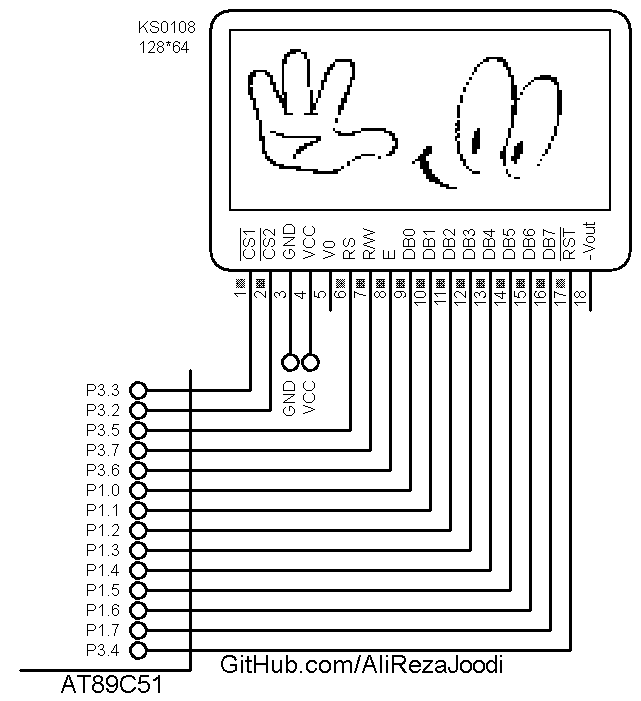 KS0108
128*64
CS1
CS2
GND
VCC
V0
RS
R/W
E
DB0
DB1
DB2
DB3
DB4
DB5
DB6
DB7
RST
-Vout
1
2
3
4
5
6
7
8
9
10
11
12
13
14
15
16
17
18
GND
VCC
P3.3
P3.2
P3.5
P3.7
P3.6
P1.0
P1.1
P1.2
P1.3
P1.4
P1.5
P1.6
P1.7
P3.4
GitHub.com/AliRezaJoodi
AT89C51